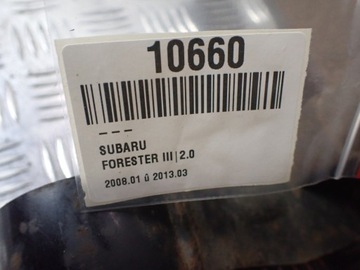 10660
– – –
SUBARU
FORESTER III|2.0
2008.01 ů 2013.03